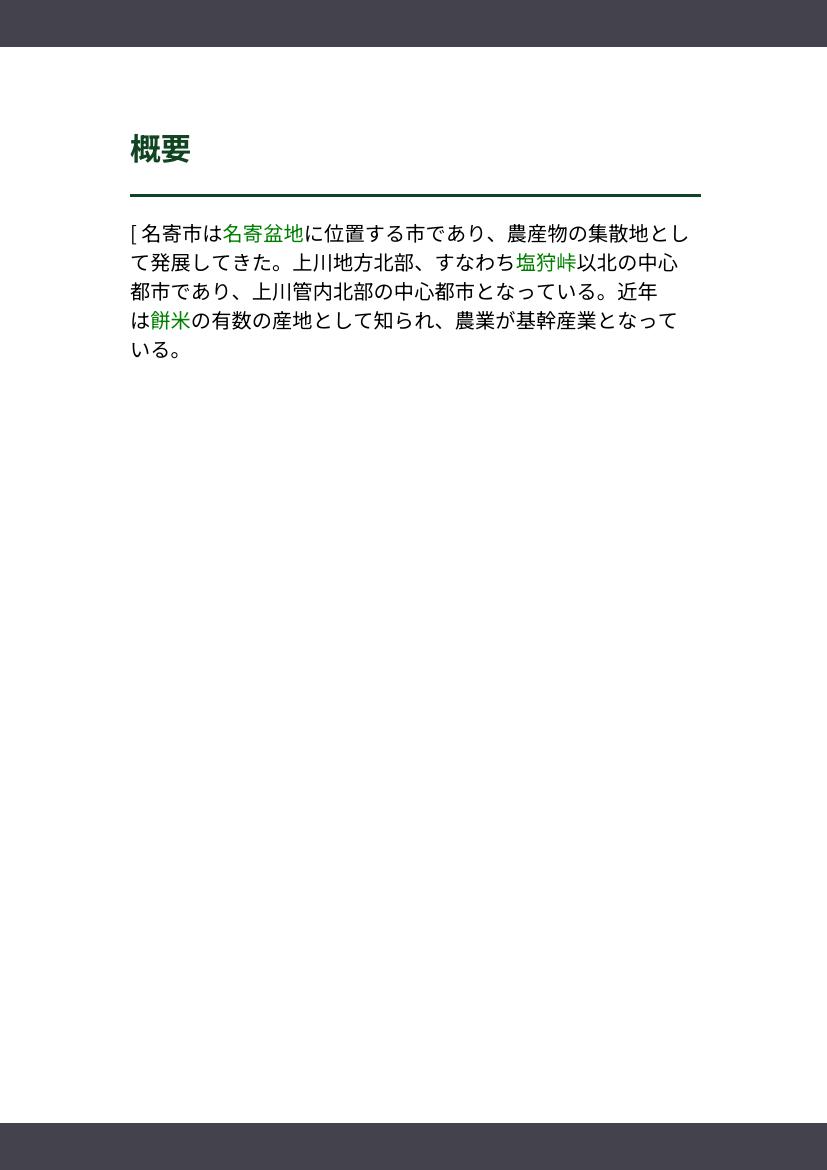 概要
[ 名寄市は名寄盆地に位置する市であり、農産物の集散地とし
て発展してきた。上川地方北部、すなわち塩狩峠以北の中心
都市であり、上川管内北部の中心都市となっている。近年
は餅米の有数の産地として知られ、農業が基幹産業となって
いる。